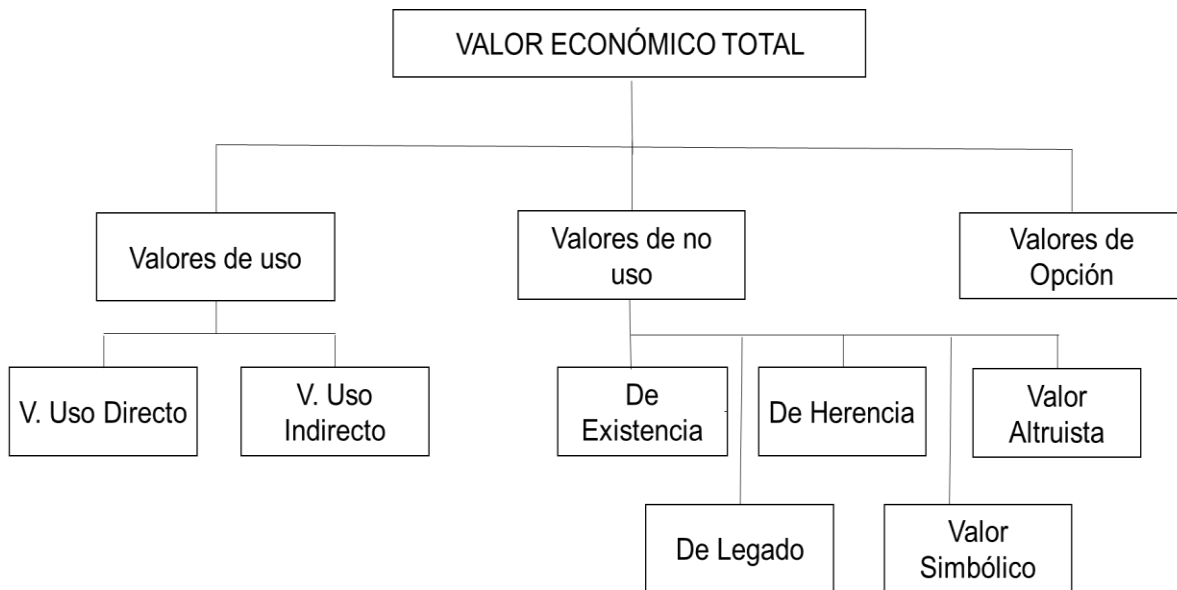 VALOR ECONÓMICO TOTAL
Valores de uso
Valores de no
uso
Valores de
Opción
V. Uso Directo
V. Uso
Indirecto
De
Existencia
De Herencia
Valor
Altruista
De Legado
Valor
Simbólico